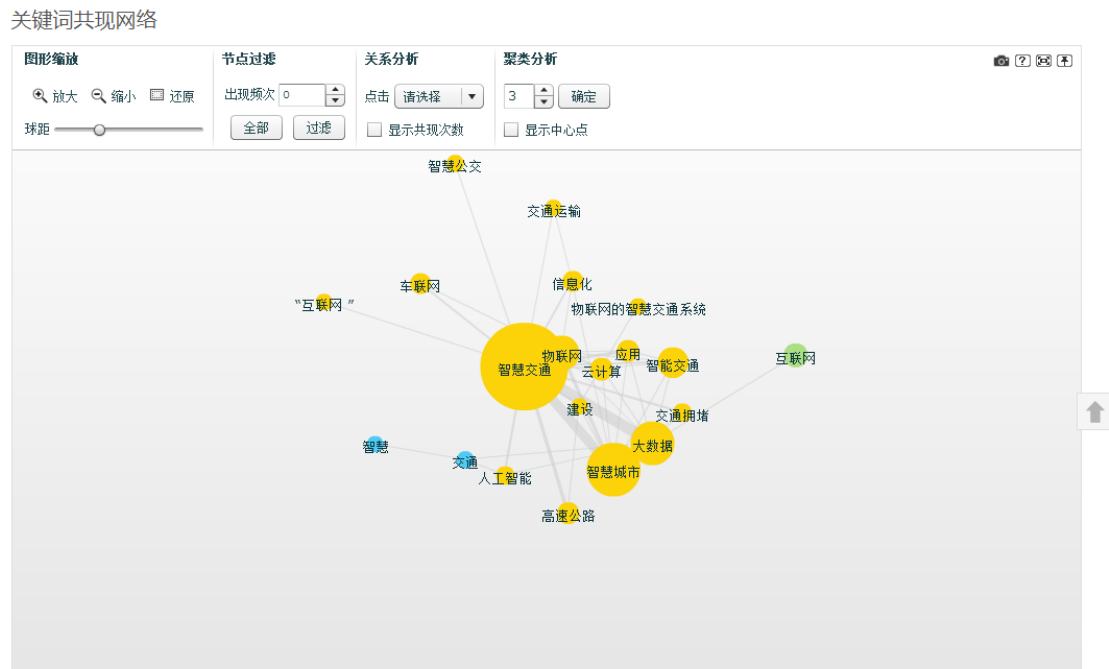 关键词共现网络
图形缩放
节点过滤
关系分析
聚类分析
?
放大
缩小
还原
出现频次 0
点击 请选择
3
确定
球距
全部
过滤
显示共现次数
显示中心点
智慧公交
交通运输
车联网
信息化
“互联网 ”
物联网的智慧交通系统
物联网
应用
互联网
智慧交通
云计算
智能交通
建设
交通拥堵
智慧
大数据
交通
智慧城市
人工智能
高速公路